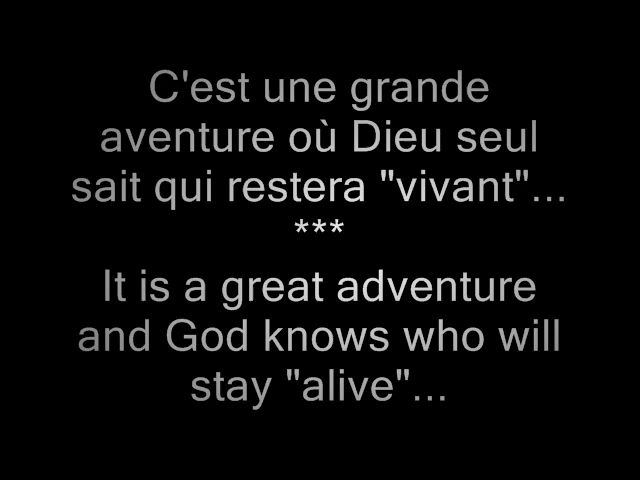 C'est une grande
aventure où Dieu seul
sait qui restera "vivant"...
***
It is a great adventure
and God knows who will
stay "alive"...